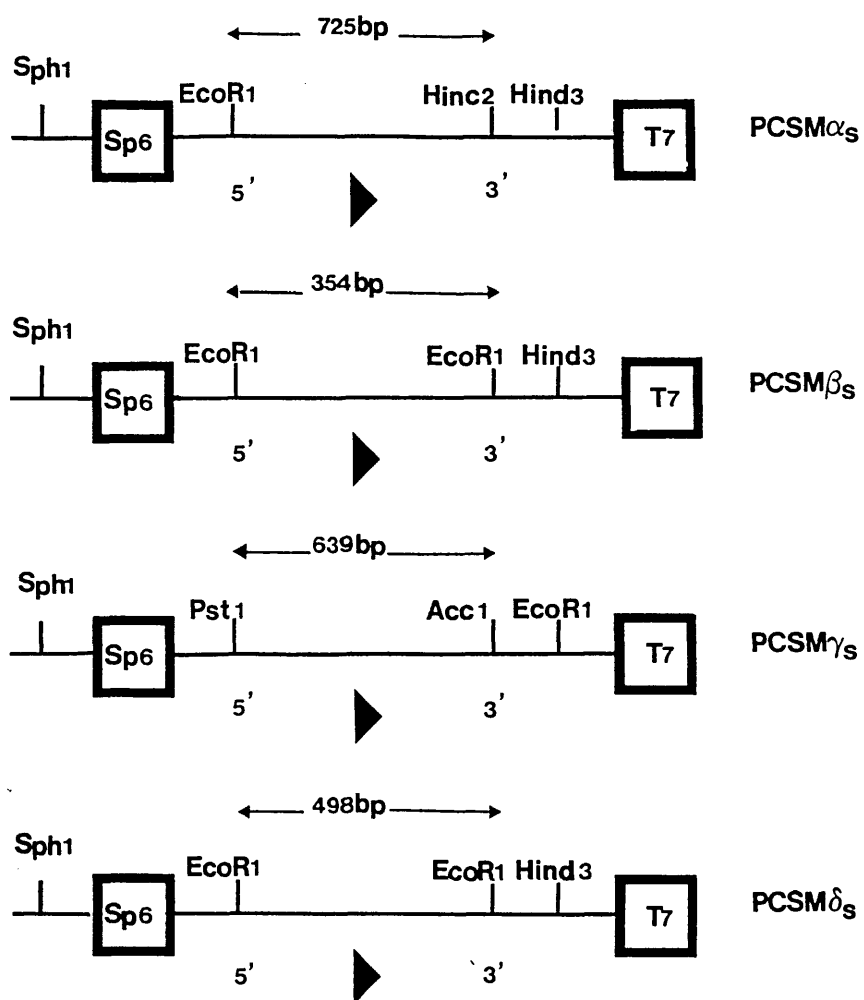 725bp
Sph1
EcoR1 Hinc2 Hind3
Sp6 T7 PCSMαs
5' 3'
354bp
Sph1
EcoR1 EcoR1 Hind3
Sp6 T7 PCSMβs
5' 3'
639bp
Sph1
Pst1 Acc1 EcoR1
Sp6 T7 PCSMγs
5' 3'
498bp
Sph1
EcoR1 EcoR1 Hind3
Sp6 T7 PCSMδs
5' 3'